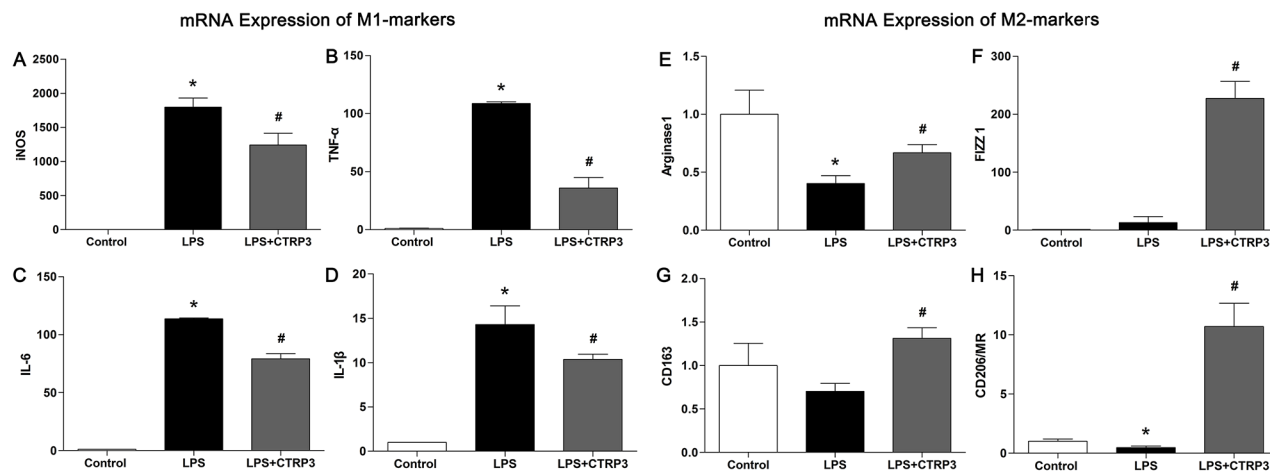 mRNA Expression of M1-markers
mRNA Expression of M2-markers
A
iNOS
2500
2000
1500
1000
500
0
*
#
Control LPS LPS+CTRP3
B
TNF-α
150
100
50
0
*
#
Control LPS LPS+CTRP3
E
Arginase1
1.5
1.0
0.5
0.0
*
#
Control LPS LPS+CTRP3
F
FIZZ 1
300
200
100
0
#
Control LPS LPS+CTRP3
C
IL-6
150
100
50
0
*
#
Control LPS LPS+CTRP3
D
IL-1β
20
15
10
5
0
*
#
Control LPS LPS+CTRP3
G
CD163
2.0
1.5
1.0
0.5
0.0
#
Control LPS LPS+CTRP3
H
CD206/MR
15
10
5
0
*
#
Control LPS LPS+CTRP3